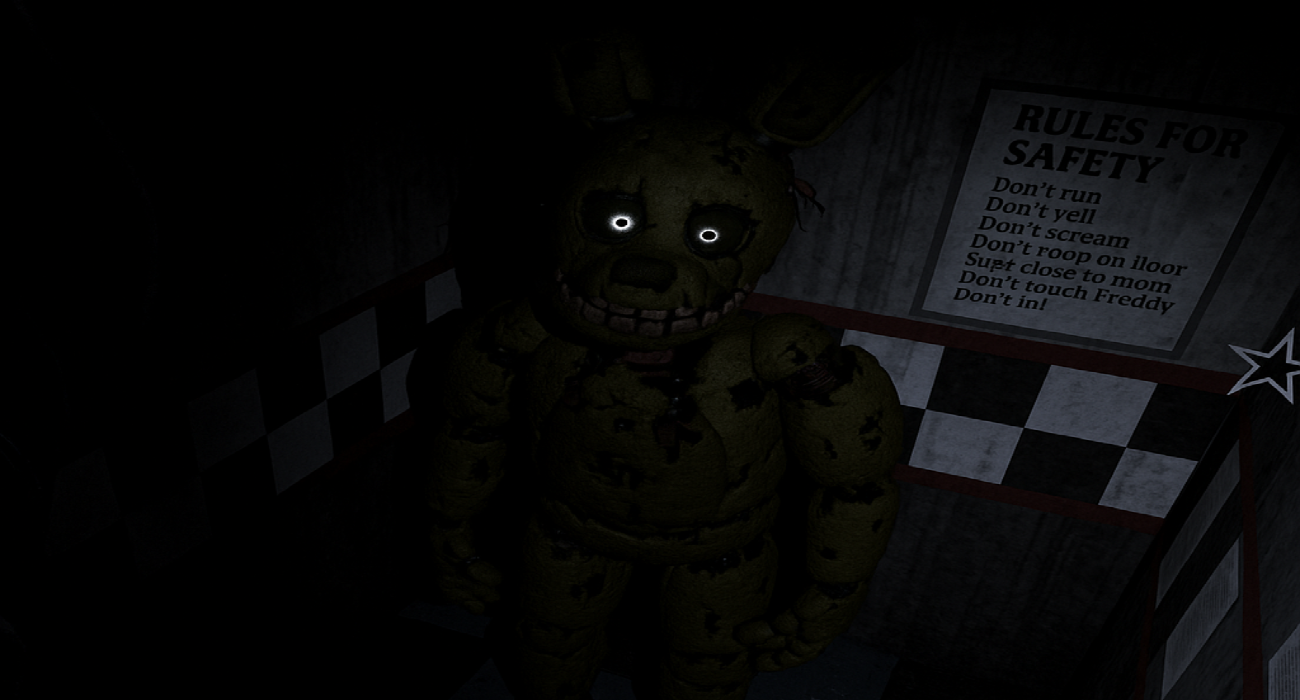 RULES FOR
SAFETY
Don't run
Don't yell
Don't scream
Don't roop on iloor
close to mom
Don't touch Freddy
Don't in!